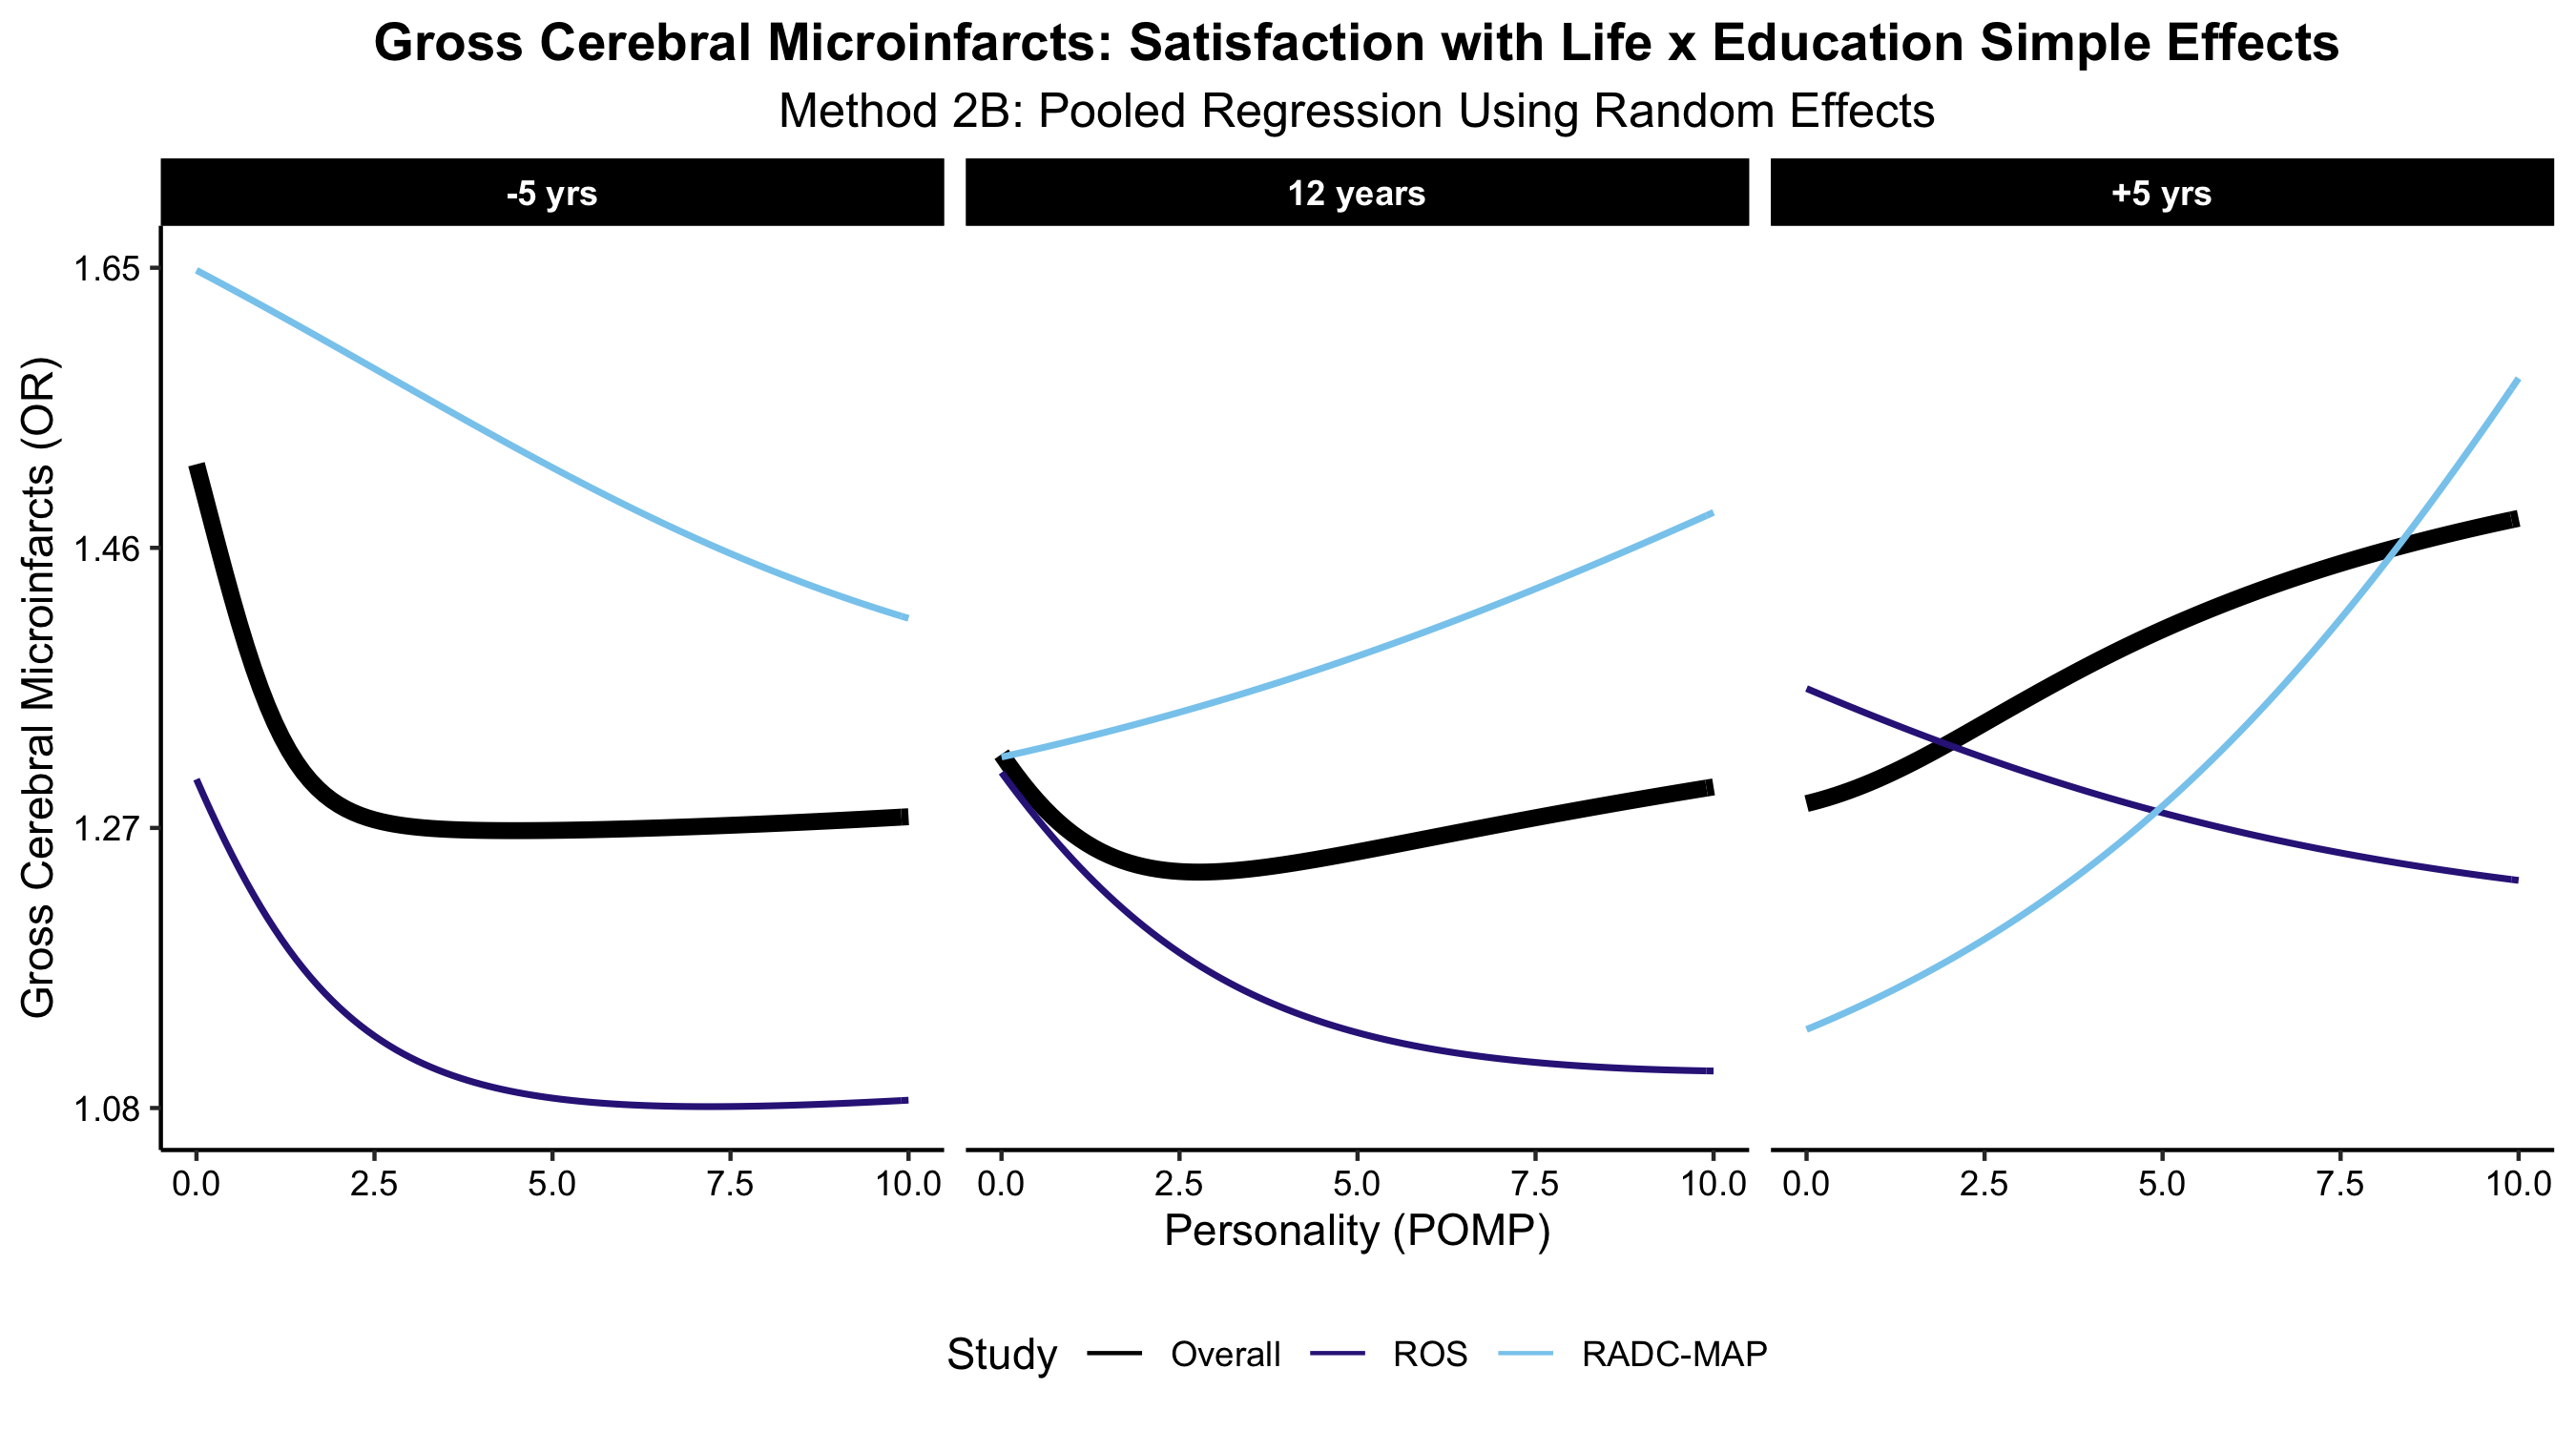 Gross Cerebral Microinfarcts: Satisfaction with Life x Education Simple Effects
Method 2B: Pooled Regression Using Random Effects
-5 yrs
12 years
+5 yrs
Gross Cerebral Microinfarcts (OR)
1.65
1.46
1.27
1.08
0.0 2.5 5.0 7.5 10.0
0.0 2.5 5.0 7.5 10.0
0.0 2.5 5.0 7.5 10.0
Personality (POMP)
Study Overall ROS RADC-MAP